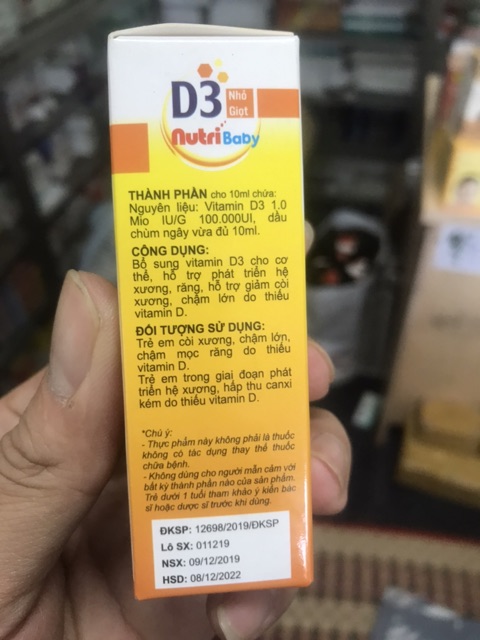 D3
Nhỏ
Giọt
NutriBaby
THÀNH PHẦN cho 10ml chứa:
Nguyên liệu: Vitamin D3 1.0
Mio IU/G 100.000UI, dầu
chùm ngây vừa đủ 10ml.
CÔNG DỤNG:
Bổ sung vitamin D3 cho cơ
thể, hỗ trợ phát triển hệ
xương, răng, hỗ trợ giảm còi
xương, chậm lớn do thiếu
vitamin D.
ĐỐI TƯỢNG SỬ DỤNG:
Trẻ em còi xương, chậm lớn,
chậm mọc răng do thiếu
vitamin D.
Trẻ em trong giai đoạn phát
triển hệ xương, hấp thu canxi
kém do thiếu vitamin D.
*Chú ý:
- Thực phẩm này không phải là thuốc
không có tác dụng thay thế thuốc
chữa bệnh.
- Không dùng cho người mẫn cảm với
bất kỳ thành phần nào của sản phẩm.
Trẻ dưới 1 tuổi tham khảo ý kiến bác
sĩ hoặc dược sĩ trước khi dùng.
ĐKSP: 12698/2019/ĐKSP
Lô SX: 011219
NSX: 09/12/2019
HSD: 08/12/2022